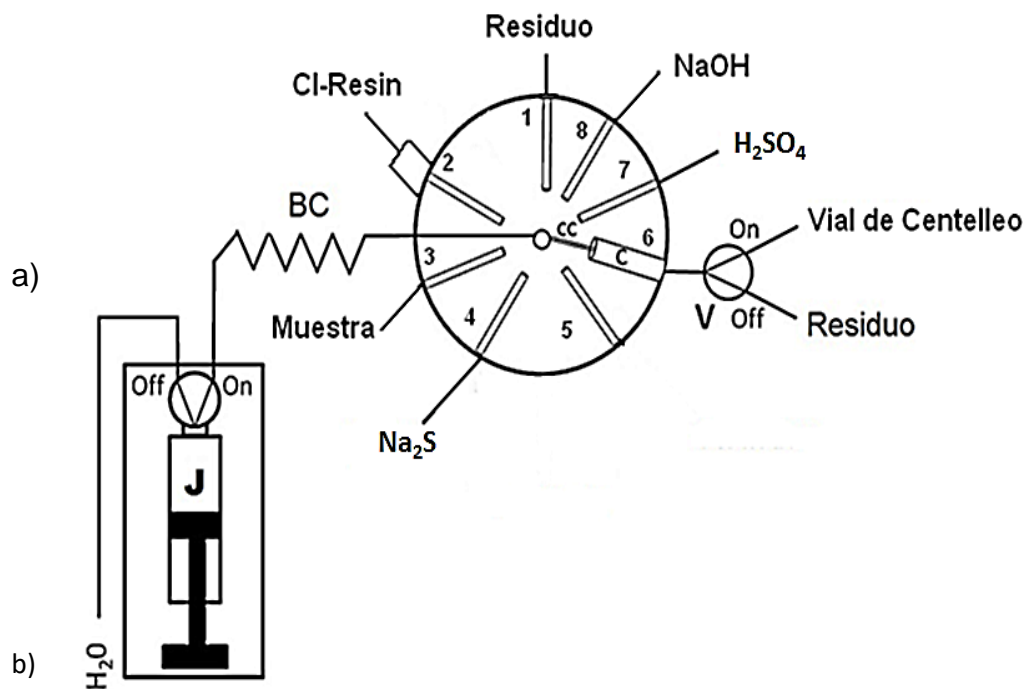 Residuo
NaOH
Cl-Resin
1
8
H₂SO₄
2
7
BC
Vial de Centelleo
On
cc
6
C
a)
3
V
Off
Residuo
Muestra
4
5
Off
On
Na₂S
J
H₂O
b)